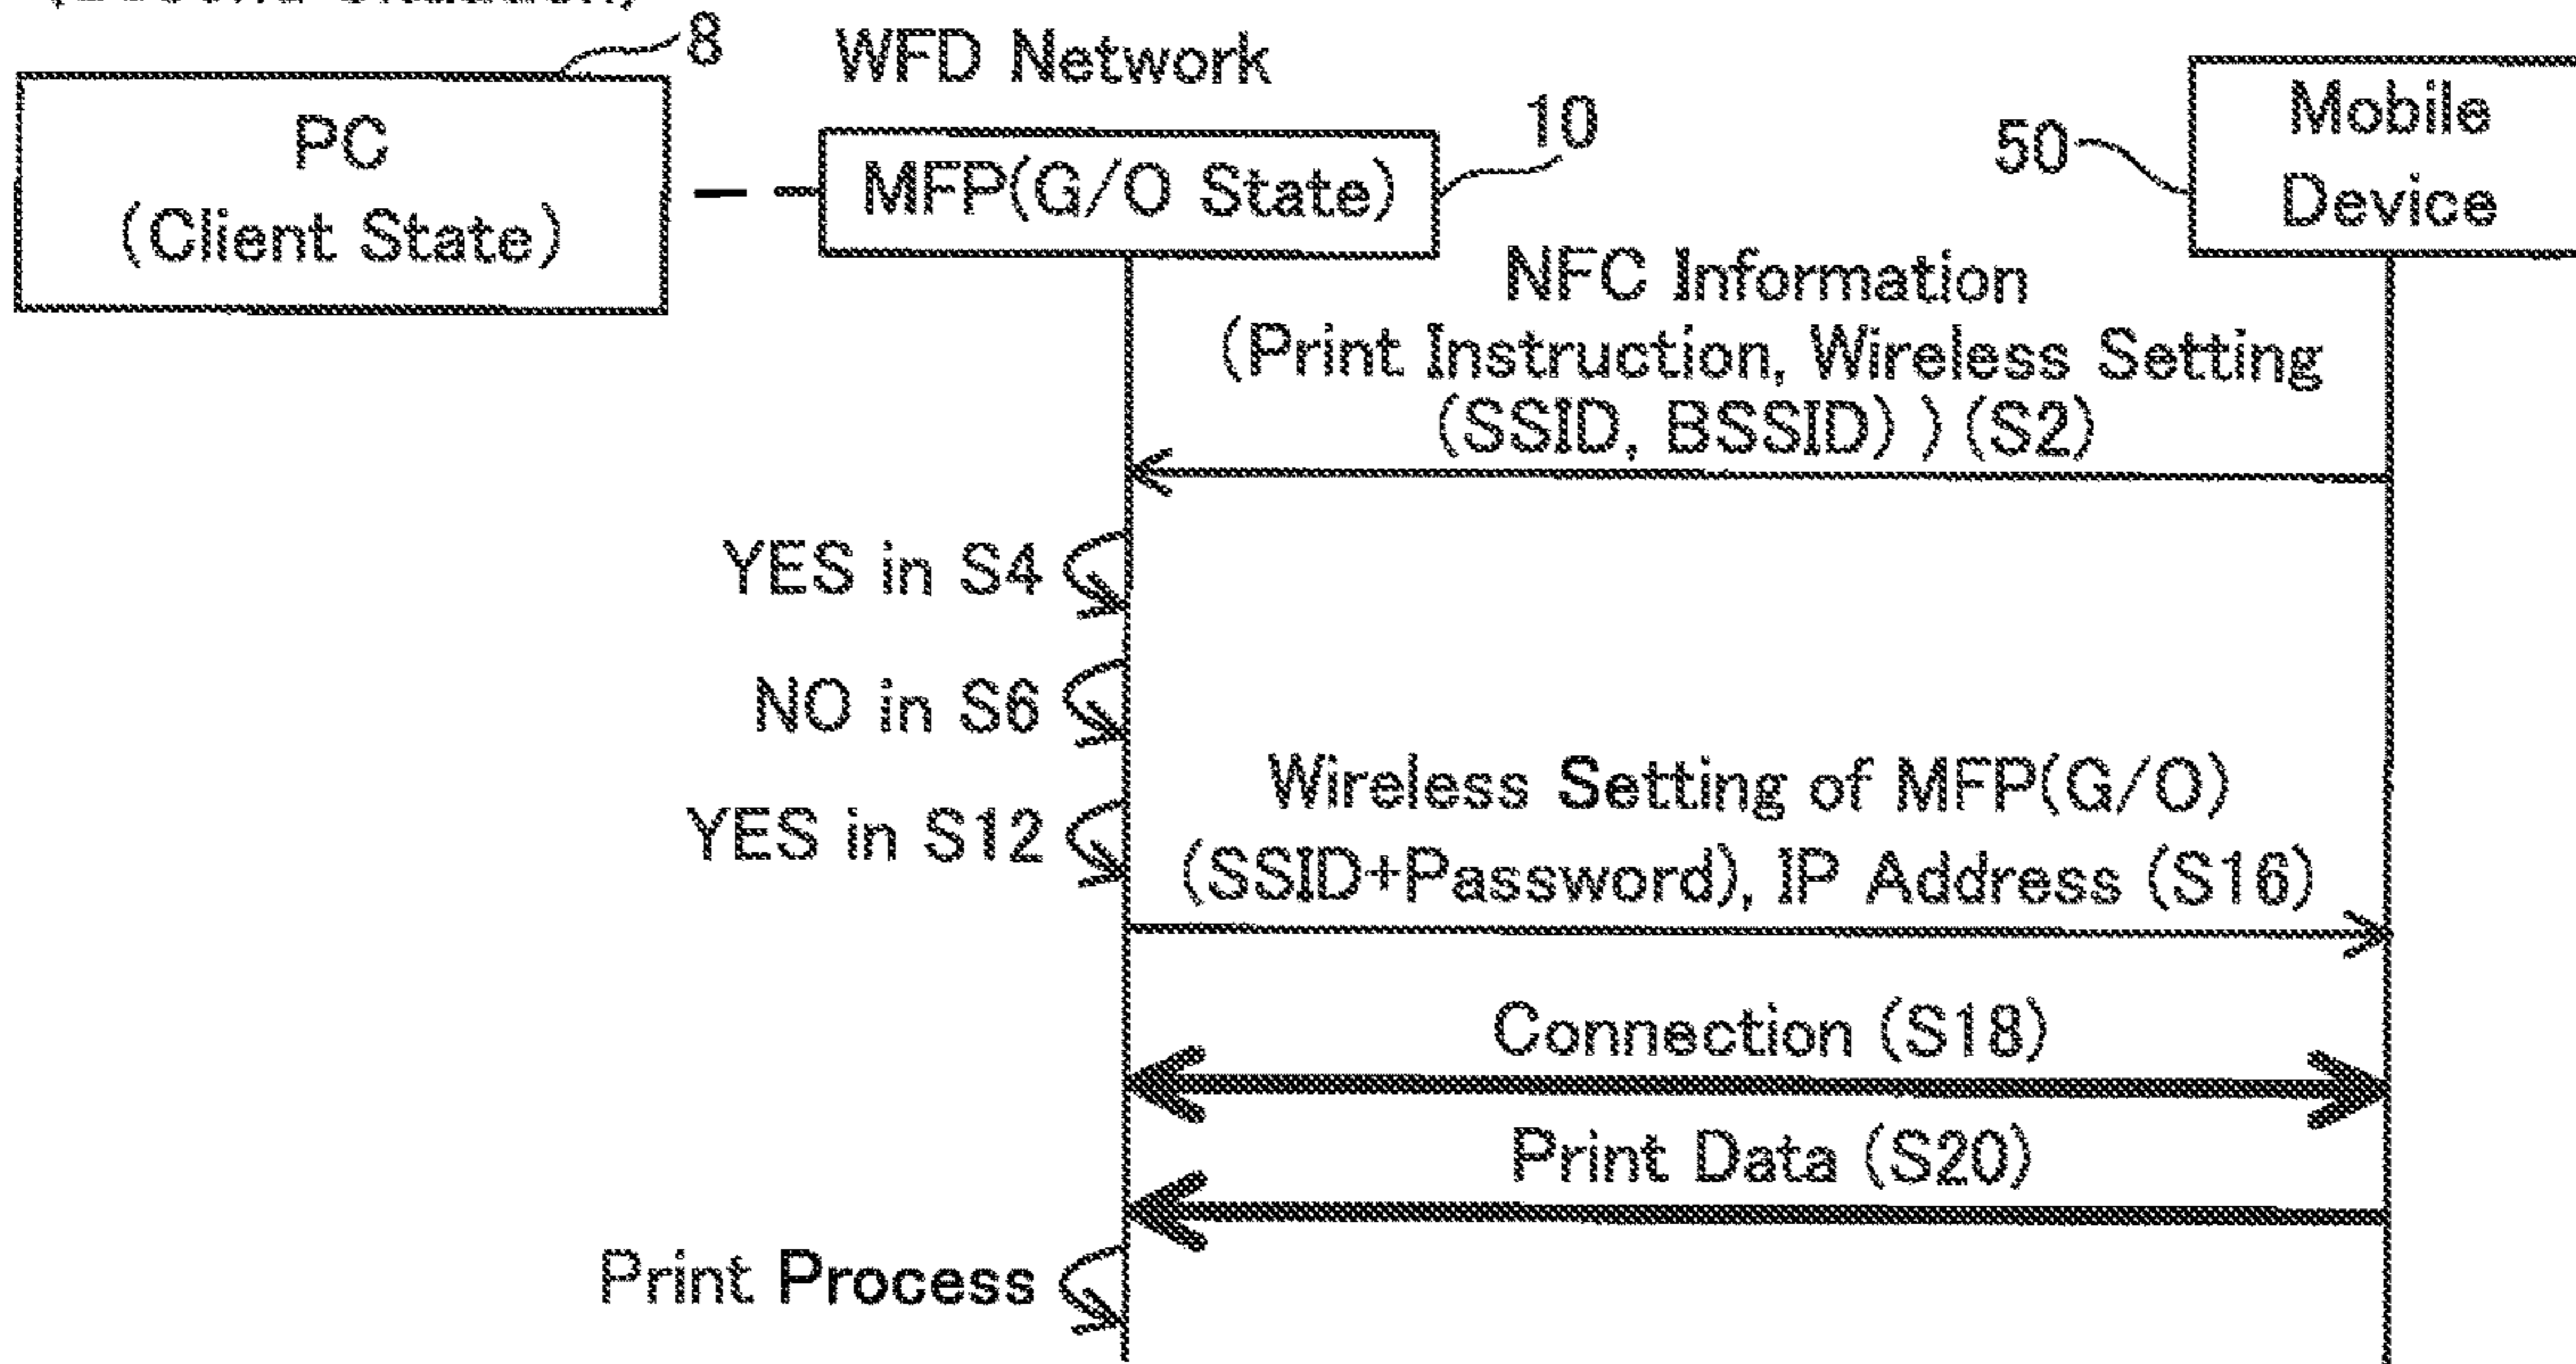 8
WFD Network
PC
(Client State)
MFP(G/O State)
10
50
Mobile
Device
NFC Information
(Print Instruction, Wireless Setting
(SSID, BSSID) ) (S2)
YES in S4
NO in S6
YES in S12
Wireless Setting of MFP(G/O)
(SSID+Password), IP Address (S16)
Connection (S18)
Print Data (S20)
Print Process